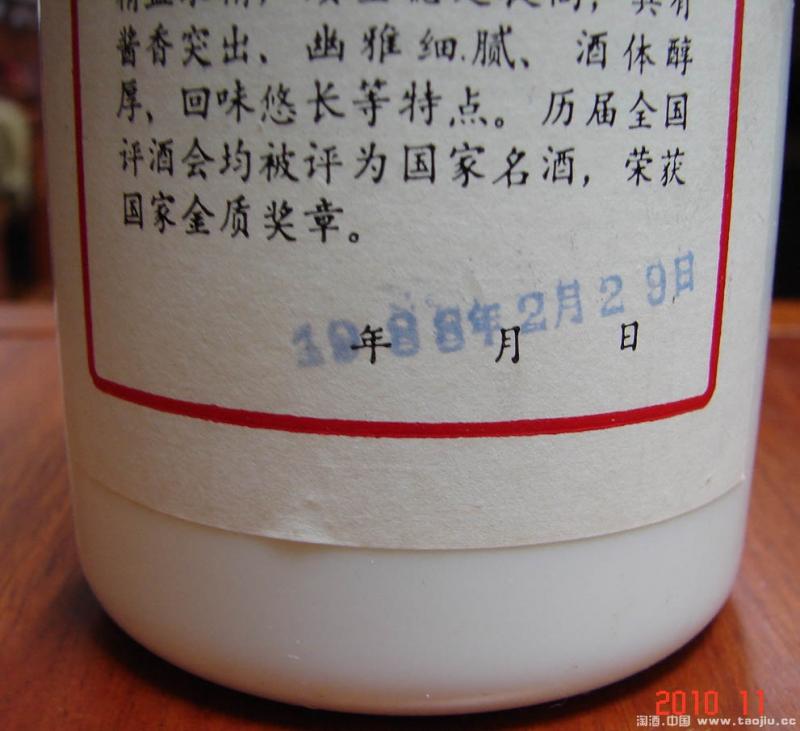 酱香突出、幽雅细腻、酒体醇
厚，回味悠长等特点。历届全国
评酒会均被评为国家名酒，荣获
国家金质奖章。
1988年2月29日
年 月 日
2010 11
淘酒.中国 www.taojiu.cc